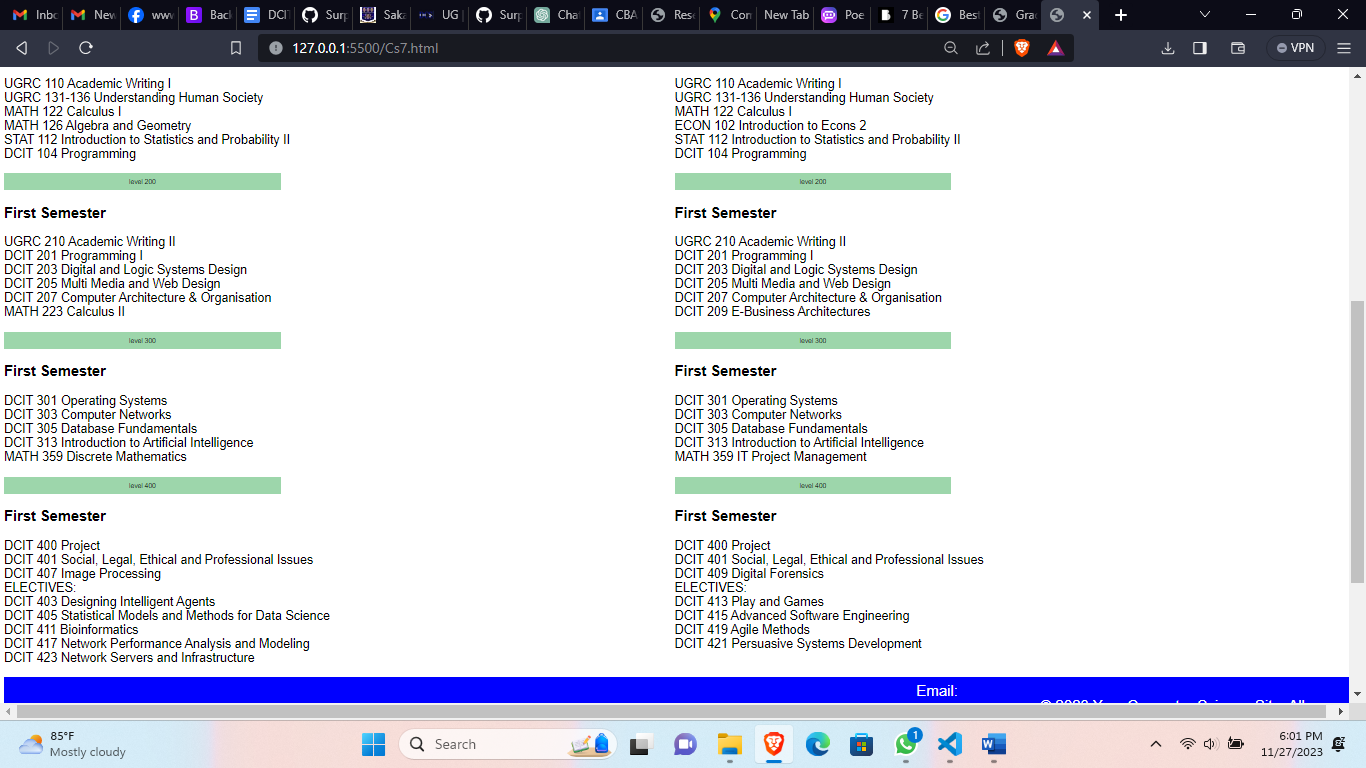 Inbo
New
www
Back
DCIT
Surp
Saka
UG |
Surp
Chat
CBA
Rese
Con
New Tab
Poe
7 Be
Best
Grac
127.0.0.1:5500/Cs7.html
VPN
UGRC 110 Academic Writing I
UGRC 131-136 Understanding Human Society
MATH 122 Calculus I
MATH 126 Algebra and Geometry
STAT 112 Introduction to Statistics and Probability II
DCIT 104 Programming
level 200
First Semester
UGRC 210 Academic Writing II
DCIT 201 Programming I
DCIT 203 Digital and Logic Systems Design
DCIT 205 Multi Media and Web Design
DCIT 207 Computer Architecture & Organisation
MATH 223 Calculus II
level 300
First Semester
DCIT 301 Operating Systems
DCIT 303 Computer Networks
DCIT 305 Database Fundamentals
DCIT 313 Introduction to Artificial Intelligence
MATH 359 Discrete Mathematics
level 400
First Semester
DCIT 400 Project
DCIT 401 Social, Legal, Ethical and Professional Issues
DCIT 407 Image Processing
ELECTIVES:
DCIT 403 Designing Intelligent Agents
DCIT 405 Statistical Models and Methods for Data Science
DCIT 411 Bioinformatics
DCIT 417 Network Performance Analysis and Modeling
DCIT 423 Network Servers and Infrastructure
UGRC 110 Academic Writing I
UGRC 131-136 Understanding Human Society
MATH 122 Calculus I
ECON 102 Introduction to Econs 2
STAT 112 Introduction to Statistics and Probability II
DCIT 104 Programming
level 200
First Semester
UGRC 210 Academic Writing II
DCIT 201 Programming I
DCIT 203 Digital and Logic Systems Design
DCIT 205 Multi Media and Web Design
DCIT 207 Computer Architecture & Organisation
DCIT 209 E-Business Architectures
level 300
First Semester
DCIT 301 Operating Systems
DCIT 303 Computer Networks
DCIT 305 Database Fundamentals
DCIT 313 Introduction to Artificial Intelligence
MATH 359 IT Project Management
level 400
First Semester
DCIT 400 Project
DCIT 401 Social, Legal, Ethical and Professional Issues
DCIT 409 Digital Forensics
ELECTIVES:
DCIT 413 Play and Games
DCIT 415 Advanced Software Engineering
DCIT 419 Agile Methods
DCIT 421 Persuasive Systems Development
Email:
85°F
Mostly cloudy
Search
1
6:01 PM
11/27/2023